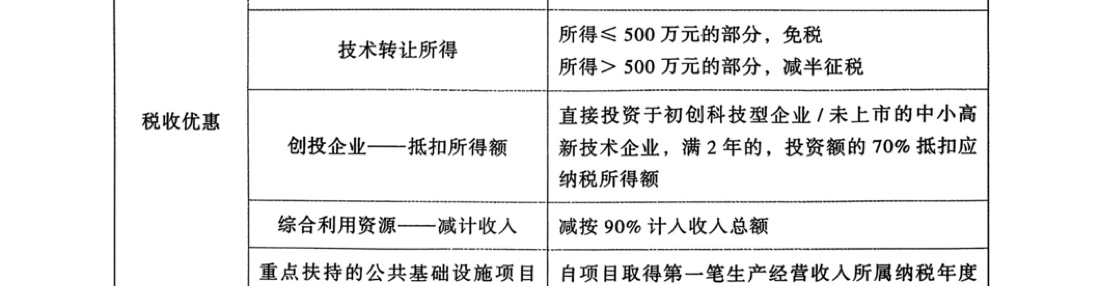 税收优惠
技术转让所得
所得≤500万元的部分，免税
所得＞500万元的部分，减半征税
创投企业——抵扣所得额
直接投资于初创科技型企业/未上市的中小高
新技术企业，满2年的，投资额的70%抵扣应
纳税所得额
综合利用资源——减计收入
减按90%计入收入总额
重点扶持的公共基础设施项目
自项目取得第一笔生产经营收入所属纳税年度